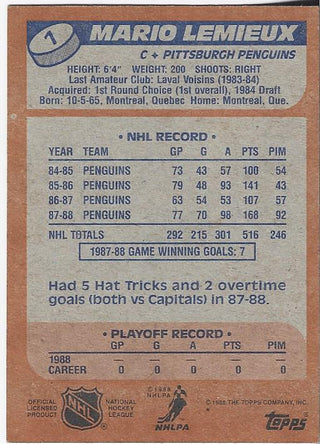 1
MARIO LEMIEUX
C + PITTSBURGH PENGUINS
HEIGHT: 6'4" WEIGHT: 200 SHOOTS: RIGHT
Last Amateur Club: Laval Voisins (1983-84)
Acquired: 1st Round Choice (1st overall), 1984 Draft
Born: 10-5-65, Montreal, Quebec Home: Montreal, Que.
• NHL RECORD •
YEAR TEAM GP G A PTS PIM
84-85 PENGUINS 73 43 57 100 54
85-86 PENGUINS 79 48 93 141 43
86-87 PENGUINS 63 54 53 107 57
87-88 PENGUINS 77 70 98 168 92
NHL TOTALS 292 215 301 516 246
1987-88 GAME WINNING GOALS: 7
Had 5 Hat Tricks and 2 overtime
goals (both vs Capitals) in 87-88.
• PLAYOFF RECORD •
GP G A PTS PIM
1988 — — — — —
CAREER 0 0 0 0 0
OFFICIAL
LICENSED
PRODUCT
NHL
NATIONAL
HOCKEY
LEAGUE
© 1988
NHLPA
NHLPA
* © 1988 THE TOPPS COMPANY, INC.
topps